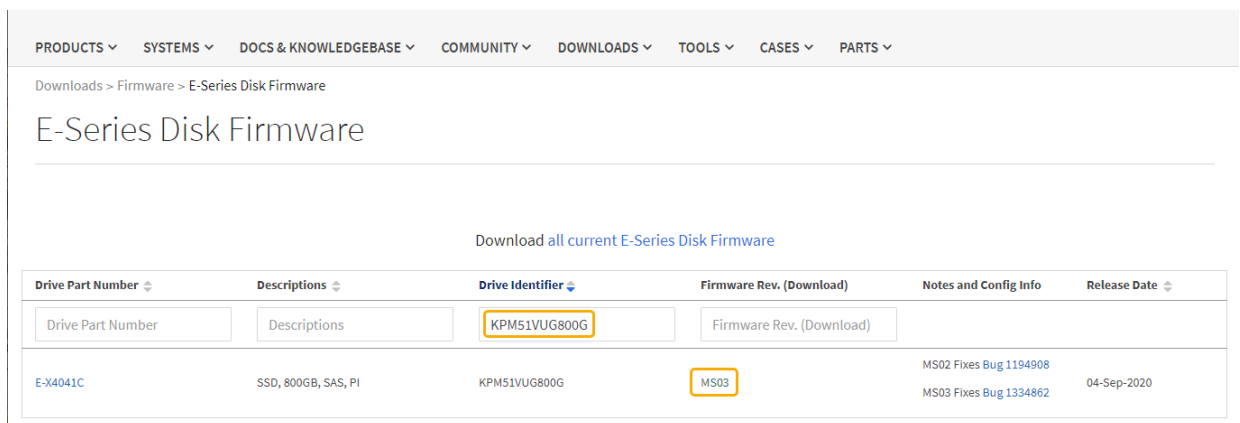 PRODUCTS SYSTEMS DOCS & KNOWLEDGEBASE COMMUNITY DOWNLOADS TOOLS CASES PARTS
Downloads > Firmware > E-Series Disk Firmware
E-Series Disk Firmware
Download all current E-Series Disk Firmware
Drive Part Number Descriptions Drive Identifier Firmware Rev. (Download) Notes and Config Info Release Date
Drive Part Number Descriptions KPM51VUG800G Firmware Rev. (Download)
E-X4041C SSD, 800GB, SAS, PI KPM51VUG800G MS03 MS02 Fixes Bug 1194908 04-Sep-2020
MS03 Fixes Bug 1334862